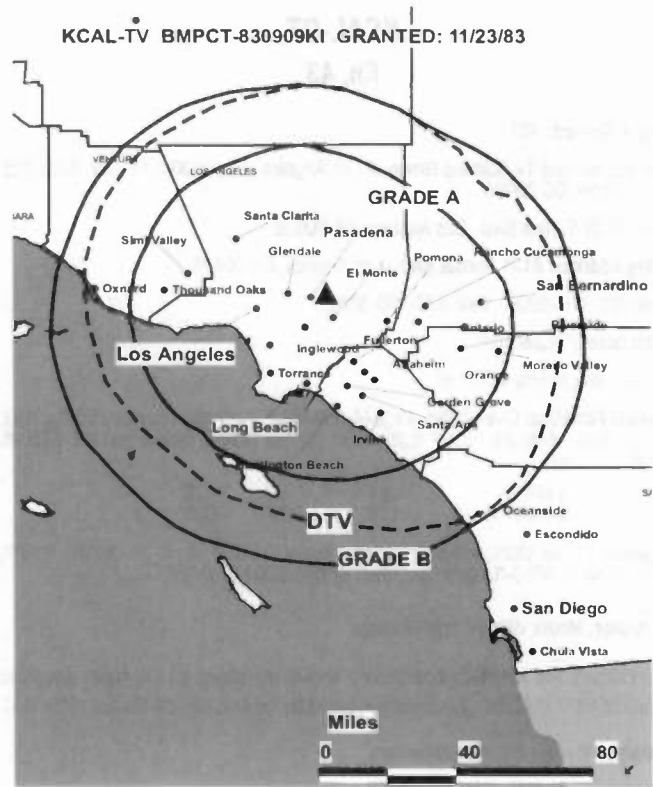 KCAL-TV BMPCT-830909KI GRANTED: 11/23/83
VENTURA
LOS ANGELES
GRADE A
Santa Clarita
Pasadena
Simi Valley
Glendale
Pomona
Rancho Cucamonga
El Monte
San Bernardino
Oxnard
Thousand Oaks
Ontario
Riverside
Los Angeles
Inglewood
Fullerton
Anaheim
Moreno Valley
Torrance
Orange
Garden Grove
Long Beach
Santa Ana
Irvine
Huntington Beach
DTV
Oceanside
GRADE B
Escondido
San Diego
Chula Vista
Miles
0 40 80